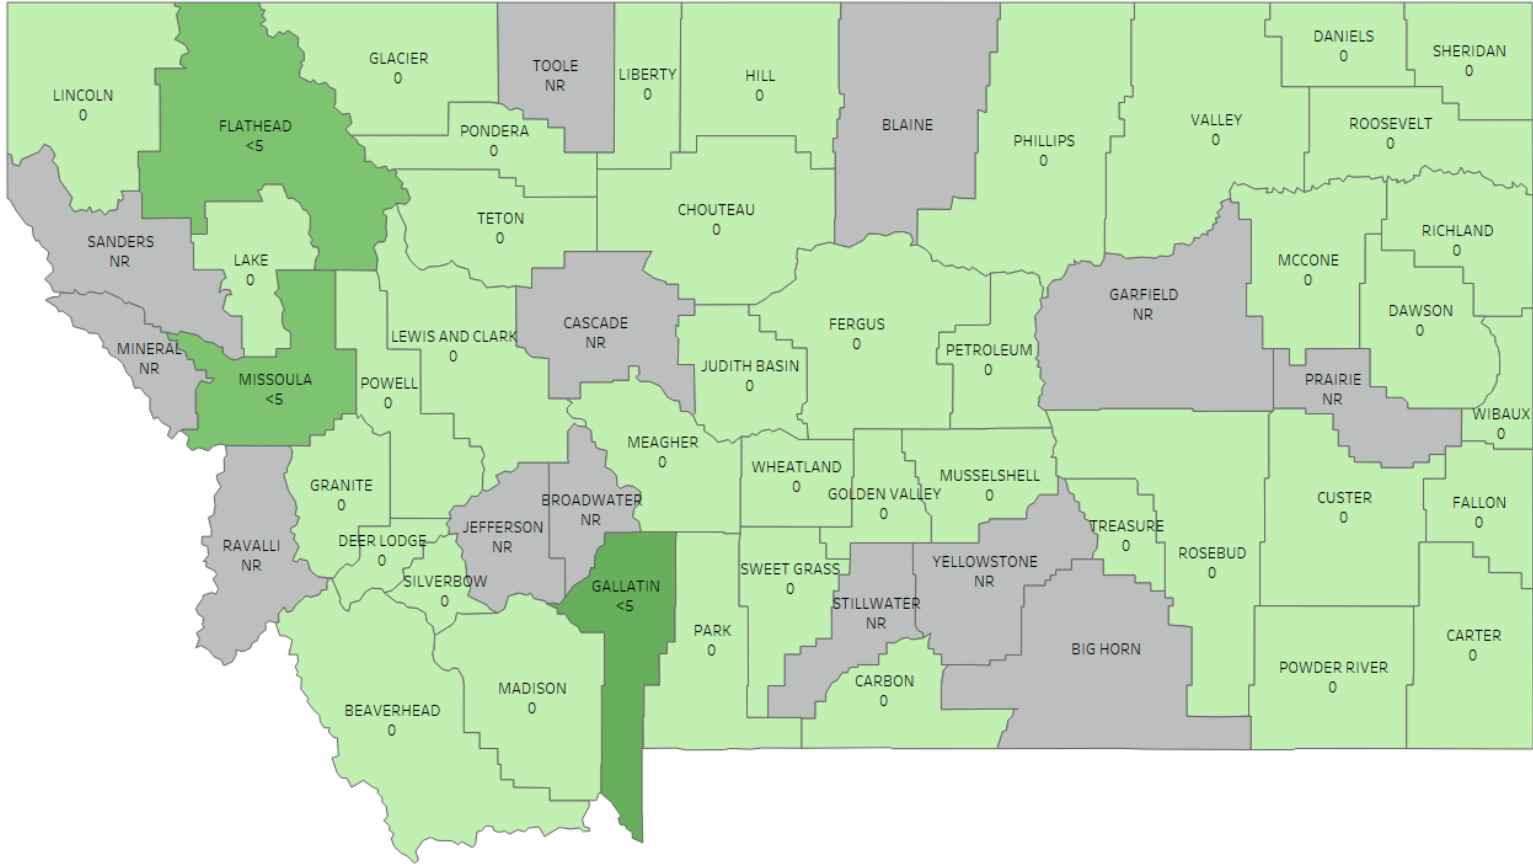 LINCOLN
0
FLATHEAD
<5
GLACIER
0
TOOLE
NR
LIBERTY
0
HILL
0
BLAINE
PHILLIPS
0
VALLEY
0
DANIELS
0
SHERIDAN
0
ROOSEVELT
0
PONDERA
0
SANDERS
NR
LAKE
0
TETON
0
CHOUTEAU
0
RICHLAND
0
MCCONE
0
GARFIELD
NR
DAWSON
0
MINERAL
NR
MISSOULA
<5
LEWIS AND CLARK
0
CASCADE
NR
FERGUS
0
PETROLEUM
0
JUDITH BASIN
0
POWELL
0
PRAIRIE
NR
WIBAUX
0
MEAGHER
0
WHEATLAND
0
GOLDEN VALLEY
0
MUSSELSHELL
0
GRANITE
0
BROADWATER
NR
JEFFERSON
NR
CUSTER
0
FALLON
0
RAVALLI
NR
DEER LODGE
0
SILVERBOW
0
GALLATIN
<5
SWEET GRASS
0
STILLWATER
NR
YELLOWSTONE
NR
TREASURE
0
ROSEBUD
0
PARK
0
BIG HORN
CARTER
0
POWDER RIVER
0
CARBON
0
MADISON
0
BEAVERHEAD
0